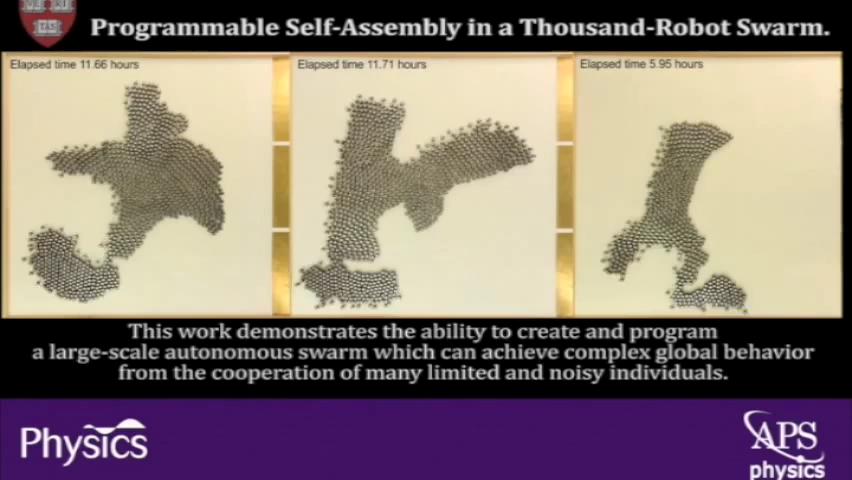 Programmable Self-Assembly in a Thousand-Robot Swarm.
Elapsed time 11.66 hours
Elapsed time 11.71 hours
Elapsed time 5.95 hours
This work demonstrates the ability to create and program
a large-scale autonomous swarm which can achieve complex global behavior
from the cooperation of many limited and noisy individuals.
Physics
APS
physics